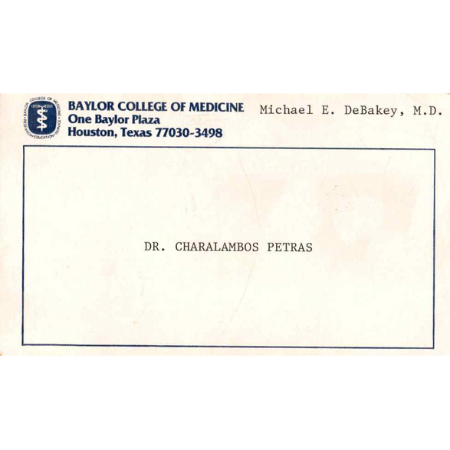 BAYLOR COLLEGE OF MEDICINE
One Baylor Plaza
Houston, Texas 77030-3498
Michael E. DeBakey, M.D.
DR. CHARALAMBOS PETRAS